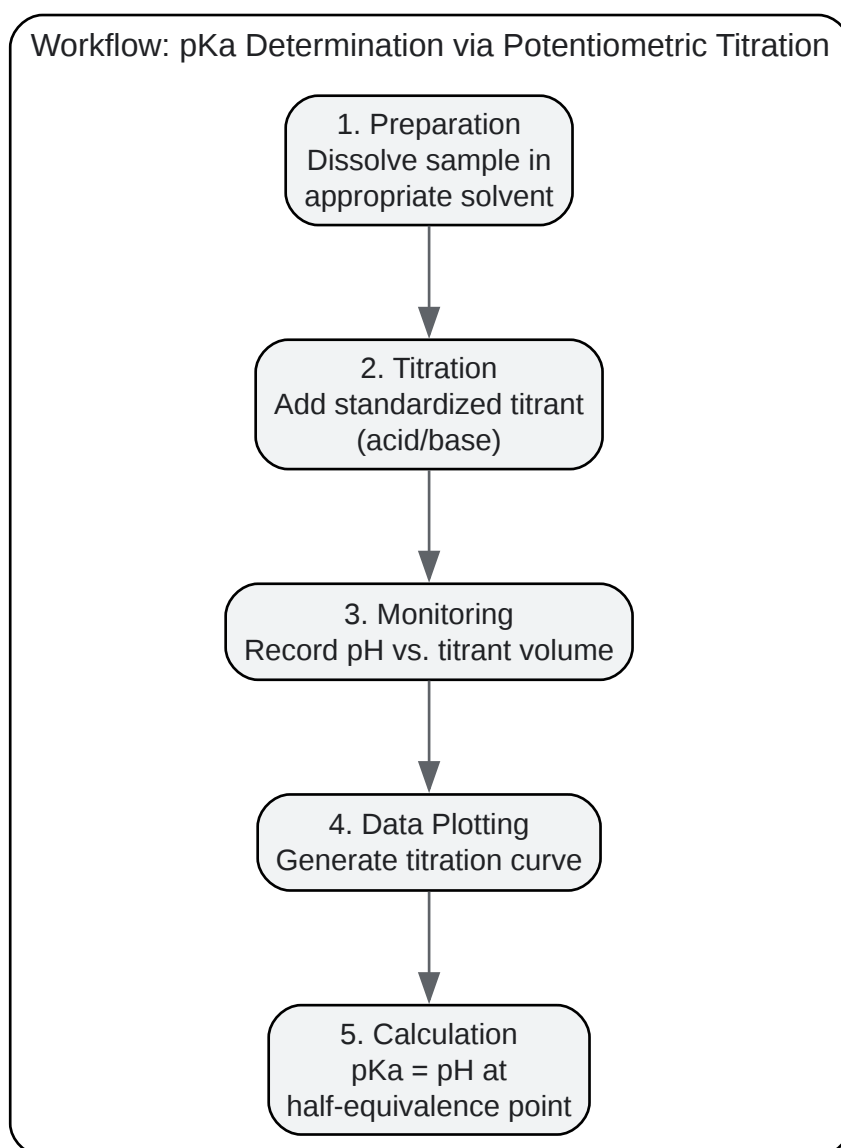 Workflow: pKa Determination via Potentiometric Titration
1. Preparation
Dissolve sample in
appropriate solvent
2. Titration
Add standardized titrant
(acid/base)
3. Monitoring
Record pH vs. titrant volume
4. Data Plotting
Generate titration curve
5. Calculation
pKa = pH at
half-equivalence point